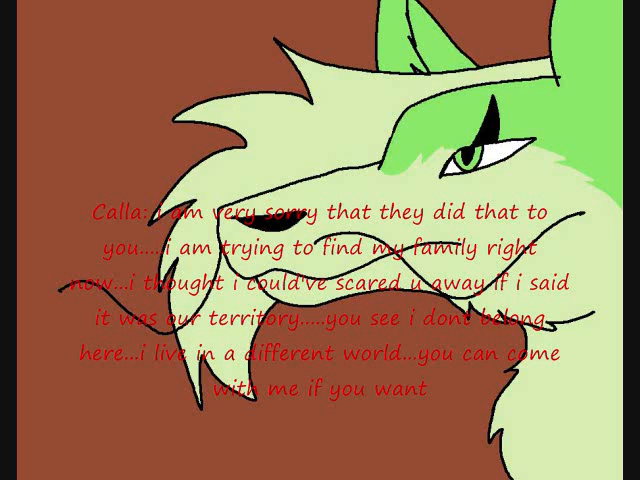 Calla: i am very sorry that they did that to
you.....i am trying to find my family right
now...i thought i could've scared u away if i said
it was our territory.....you see i dont belong
here...i live in a different world...you can come
with me if you want